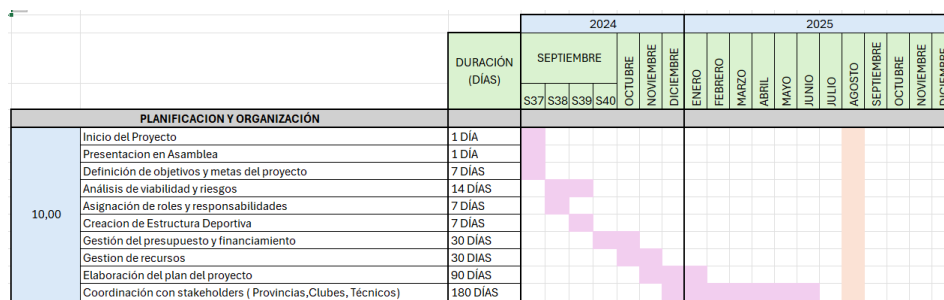 2024 2025
DURACIÓN
(DÍAS)
SEPTIEMBRE OCTUBRE NOVIEMBRE DICIEMBRE ENERO FEBRERO MARZO ABRIL MAYO JUNIO JULIO AGOSTO SEPTIEMBRE OCTUBRE NOVIEMBRE
S37 S38 S39 S40
PLANIFICACION Y ORGANIZACIÓN
Inicio del Proyecto 1 DÍA
Presentacion en Asamblea 1 DÍA
Definición de objetivos y metas del proyecto 7 DÍAS
Análisis de viabilidad y riesgos 14 DÍAS
Asignación de roles y responsabilidades 7 DÍAS
10,00
Creacion de Estructura Deportiva 7 DÍAS
Gestión del presupuesto y financiamiento 30 DÍAS
Gestion de recursos 30 DIAS
Elaboración del plan del proyecto 90 DÍAS
Coordinación con stakeholders ( Provincias,Clubes, Técnicos) 180 DÍAS